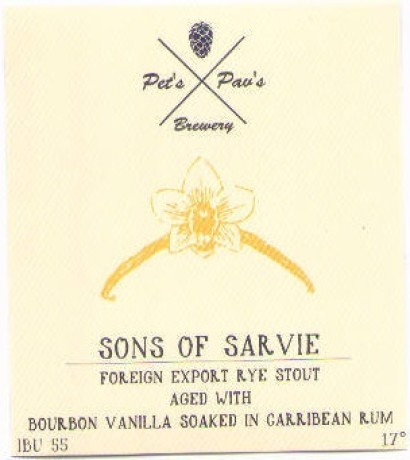 Pet's Pav's
Brewery
SONS OF SARVIE
FOREIGN EXPORT RYE STOUT
AGED WITH
BOURBON VANILLA SOAKED IN CARRIBEAN RUM
IBU 55 17°